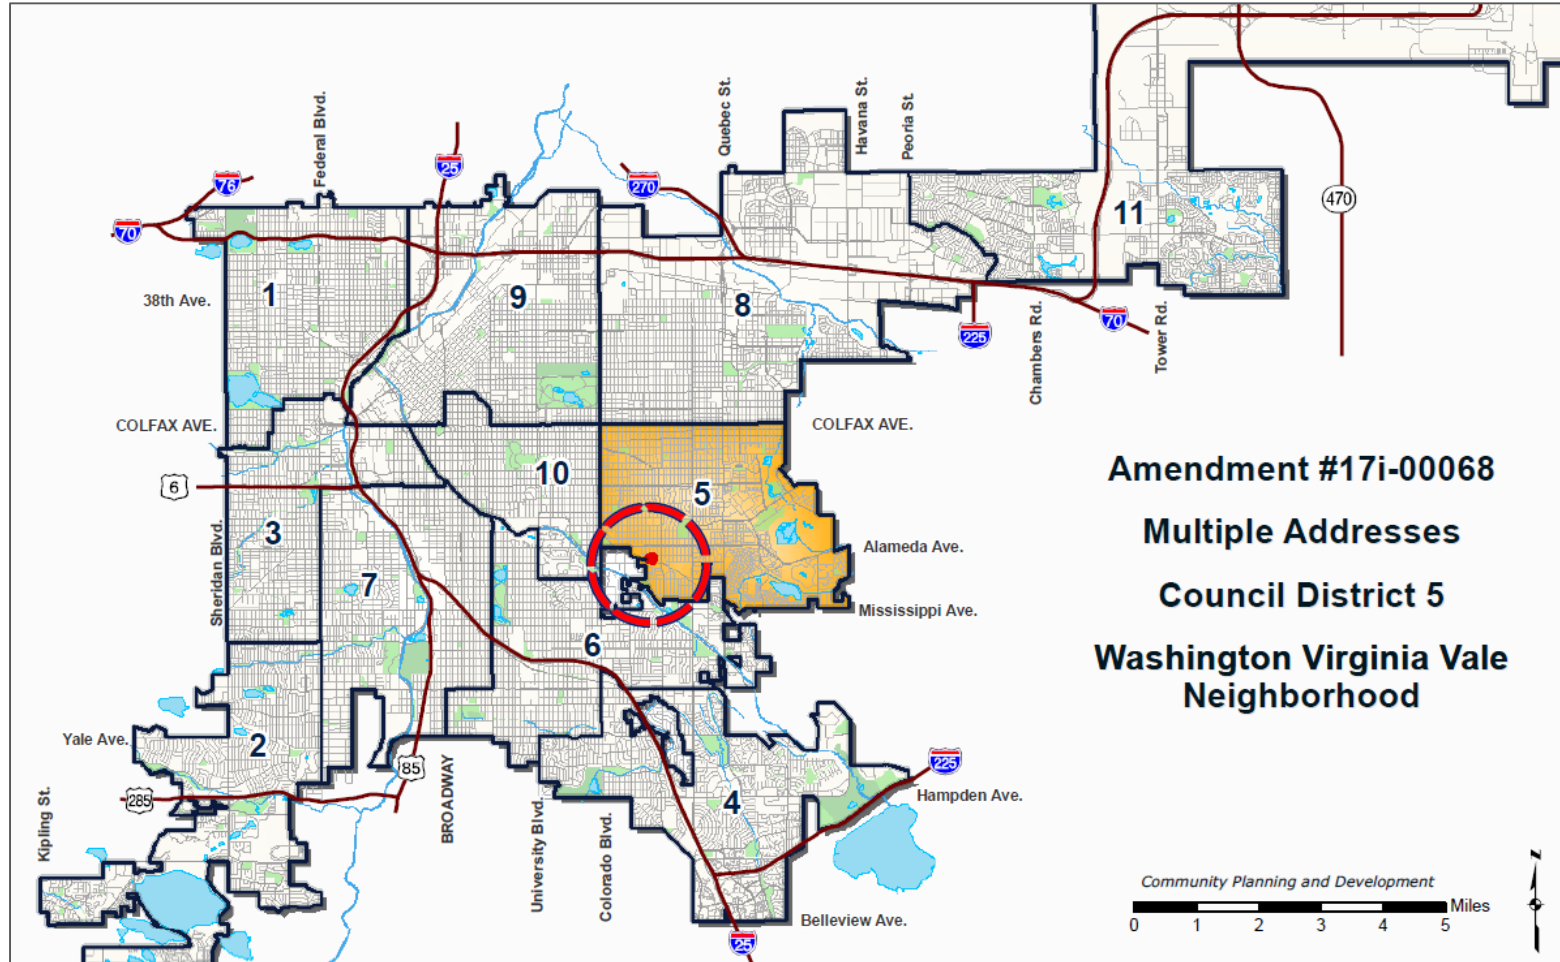 Federal Blvd.
Quebec St.
Havana St.
Peoria St.
25
76
270
70
470
11
1
9
8
38th Ave.
225
70
Chambers Rd.
Tower Rd.
COLFAX AVE.
COLFAX AVE.
10
6
5
3
Sheridan Blvd.
7
Alameda Ave.
Mississippi Ave.
6
Amendment #17i-00068
Multiple Addresses
Council District 5
Washington Virginia Vale
Neighborhood
Yale Ave.
2
85
285
BROADWAY
University Blvd.
Colorado Blvd.
4
225
Hampden Ave.
Kipling St.
Belleview Ave.
25
Community Planning and Development
Miles
0 1 2 3 4 5
N